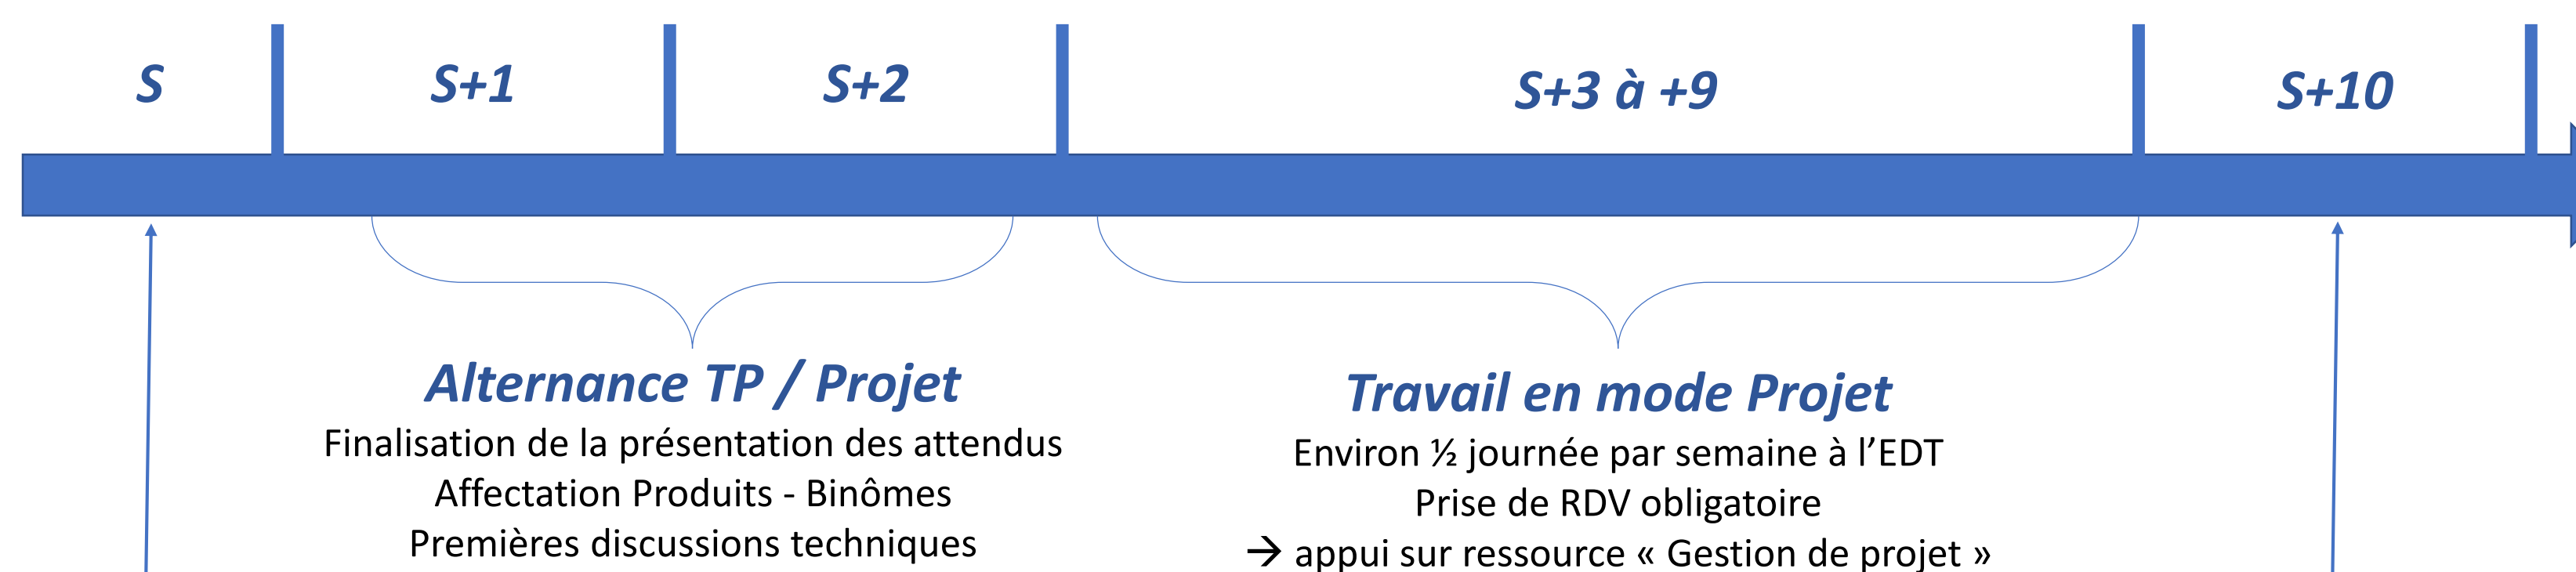 S
S+1
S+2
S+3 à +9
S+10
Alternance TP / Projet
Finalisation de la présentation des attendus
Affectation Produits - Binômes
Premières discussions techniques
Travail en mode Projet
Environ ½ journée par semaine à l’EDT
Prise de RDV obligatoire
→ appui sur ressource « Gestion de projet »